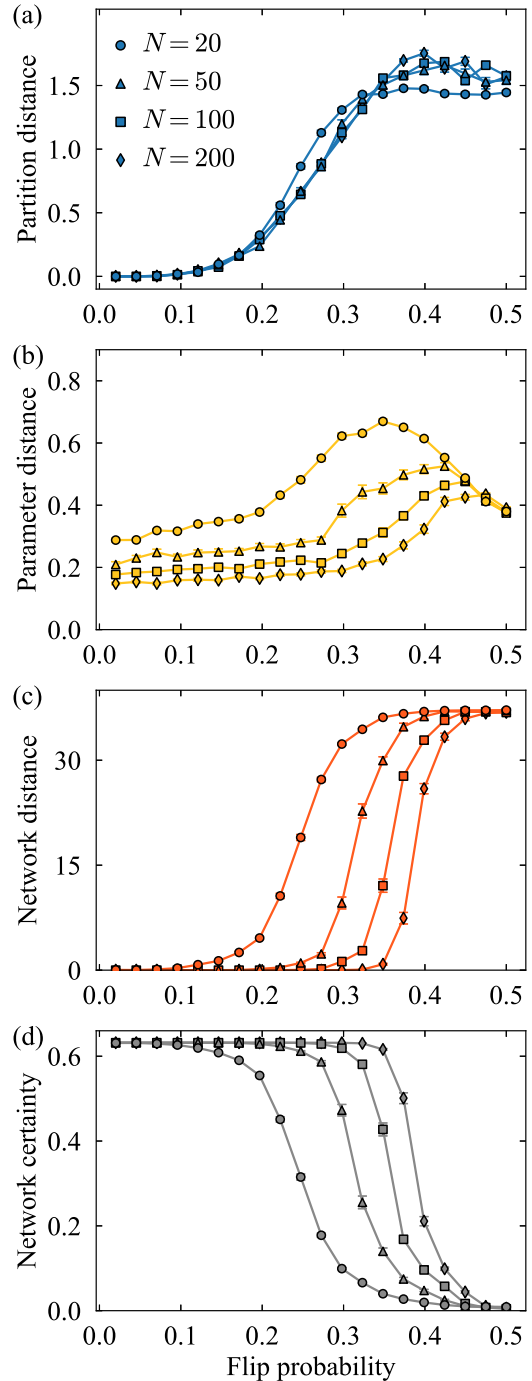 (a)
N = 20
N = 50
N = 100
N = 200
Partition distance
0.0
0.5
1.0
1.5
0.0 0.1 0.2 0.3 0.4 0.5
(b)
Parameter distance
0.8
0.6
0.4
0.2
0.0
0.0 0.1 0.2 0.3 0.4 0.5
(c)
Network distance
30
15
0
0.0 0.1 0.2 0.3 0.4 0.5
(d)
Network certainty
0.6
0.4
0.2
0.0
0.0 0.1 0.2 0.3 0.4 0.5
Flip probability